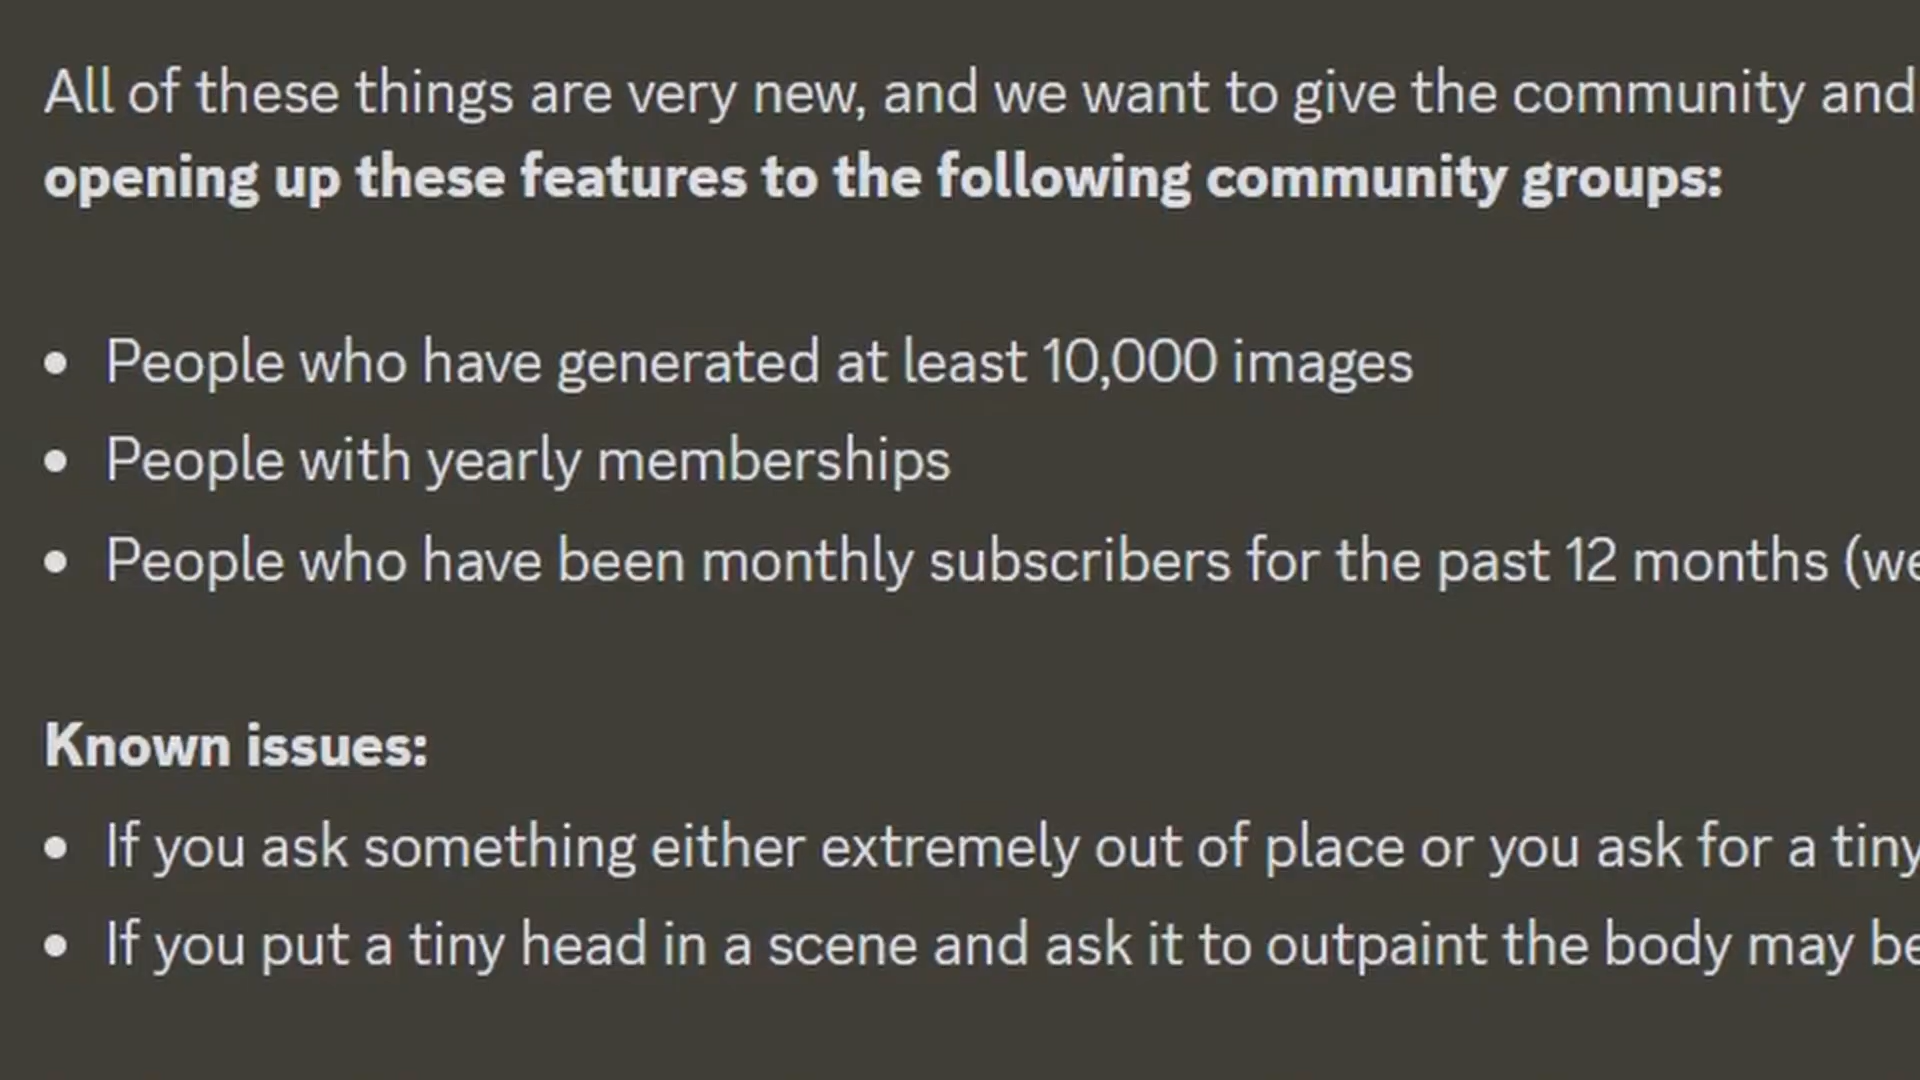 All of these things are very new, and we want to give the community and
opening up these features to the following community groups:
• People who have generated at least 10,000 images
• People with yearly memberships
• People who have been monthly subscribers for the past 12 months (we
Known issues:
• If you ask something either extremely out of place or you ask for a tiny
• If you put a tiny head in a scene and ask it to outpaint the body may be